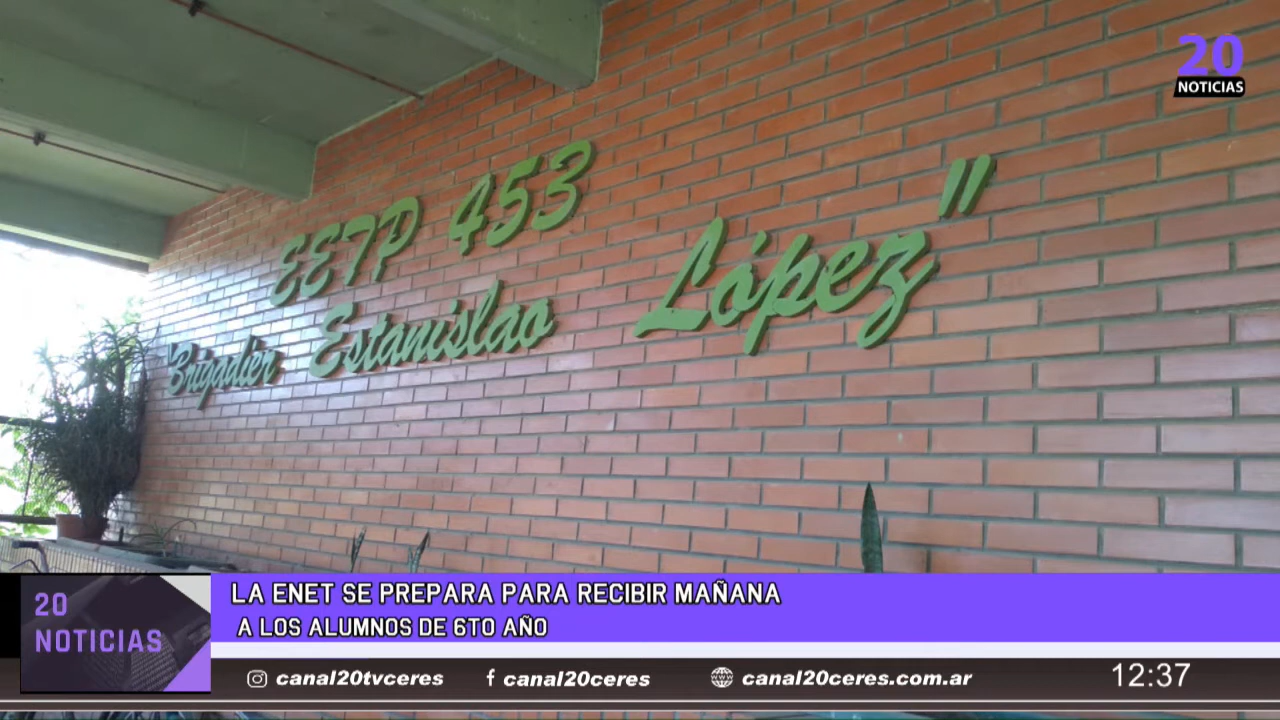 20
NOTICIAS
EETP 453
"Brigadier Estanislao López"
LA ENET SE PREPARA PARA RECIBIR MAÑANA
A LOS ALUMNOS DE 6TO AÑO
20
NOTICIAS
canal20tvceres
canal20ceres
canal20ceres.com.ar
12:37